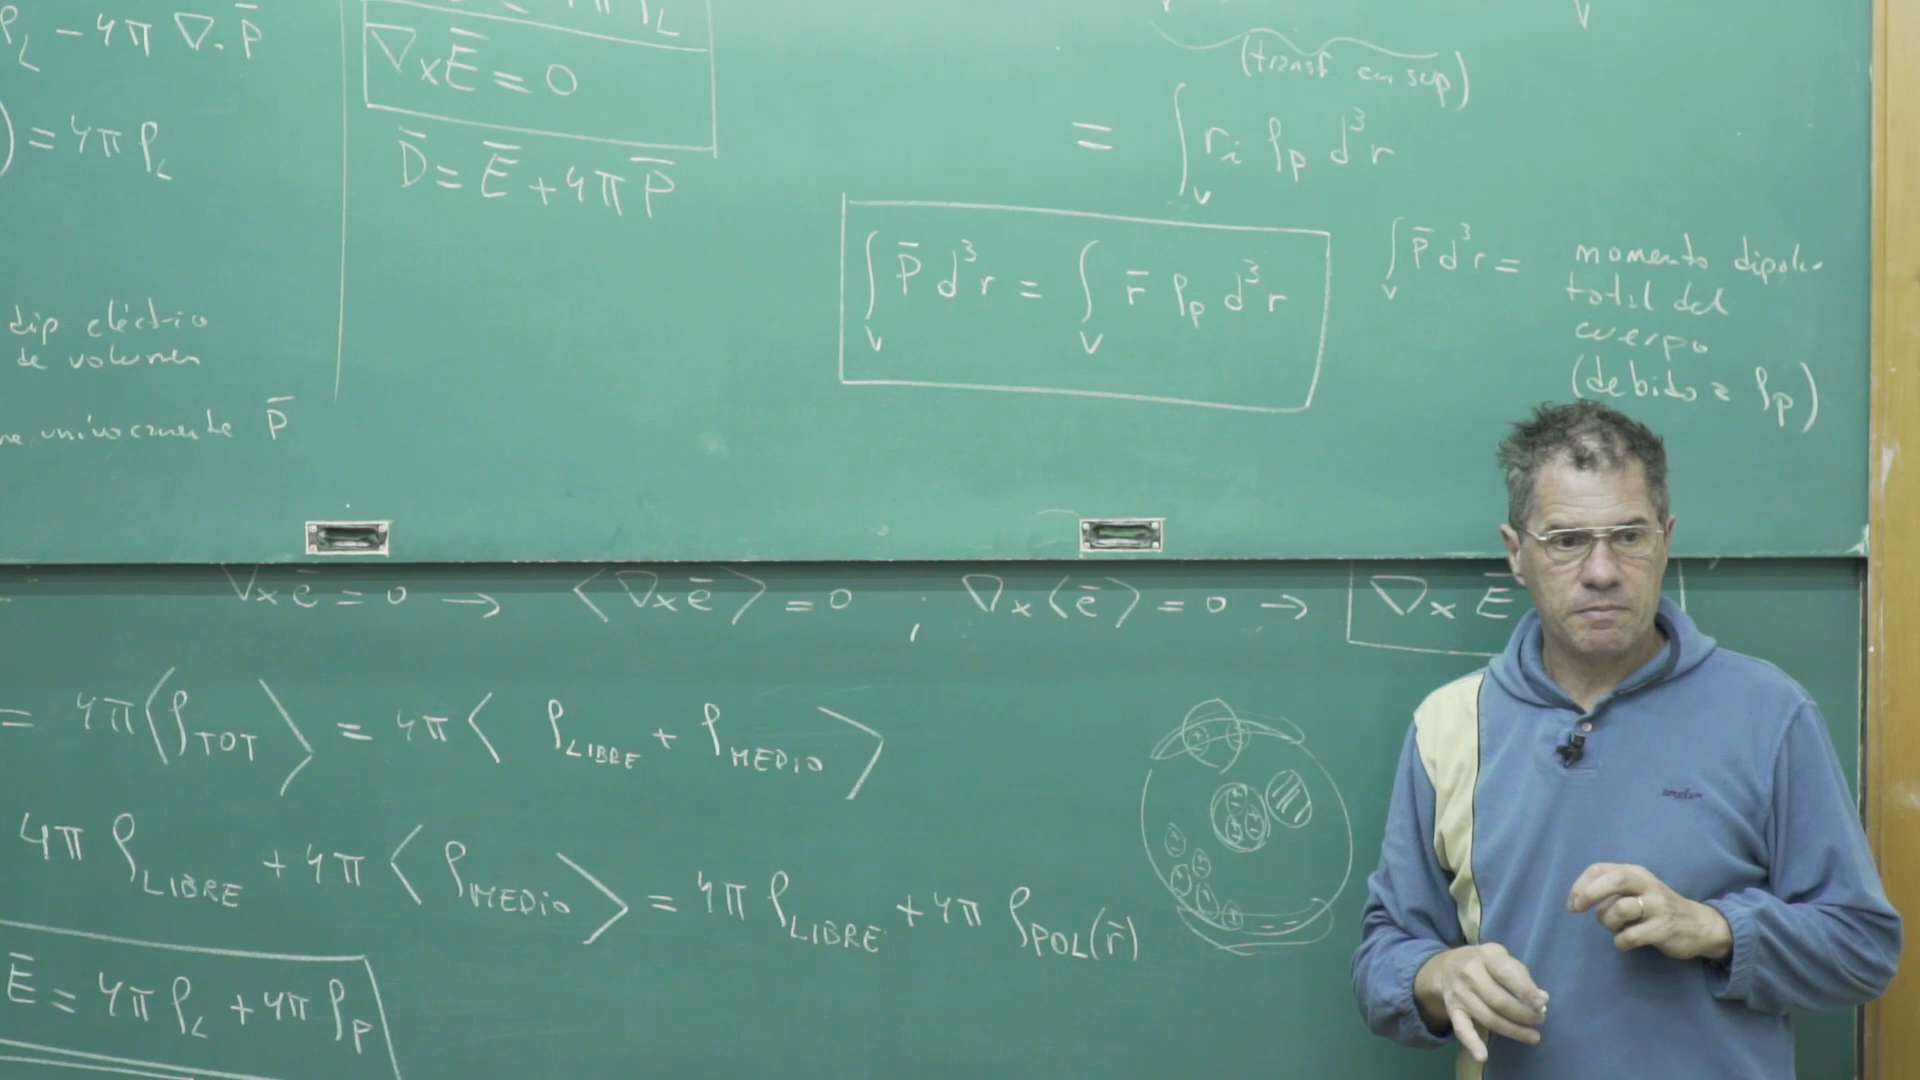 ρ_L − 4π ∇·P̄
) = 4π ρ_L
dip eléctrico
de volumen
unívocamente P̄
∇×Ē = 0
D̄ = Ē + 4π P̄
(transf. en sup)
= ∫_V r_i ρ_p d³r
∫_V P̄ d³r = ∫_V r̄ ρ_p d³r
∫_V P̄ d³r = momento dipolar
total del
cuerpo
(debido a ρ_p)
∇×ē = 0 → ⟨∇×ē⟩ = 0 ; ∇×⟨ē⟩ = 0 → ∇×Ē
= 4π⟨ρ_TOT⟩ = 4π⟨ρ_LIBRE + ρ_MEDIO⟩
4π ρ_LIBRE + 4π⟨ρ_MEDIO⟩ = 4π ρ_LIBRE + 4π ρ_POL(r̄)
Ē = 4π ρ_L + 4π ρ_P